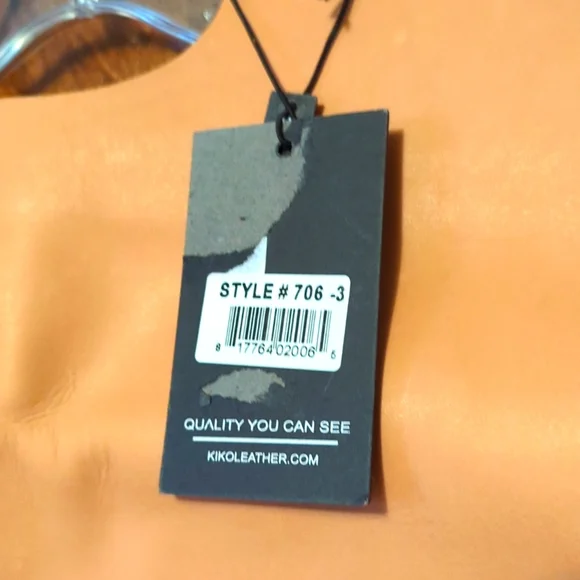 STYLE # 706 -3
8 17764 02006 6
QUALITY YOU CAN SEE
KIKOLEATHER.COM